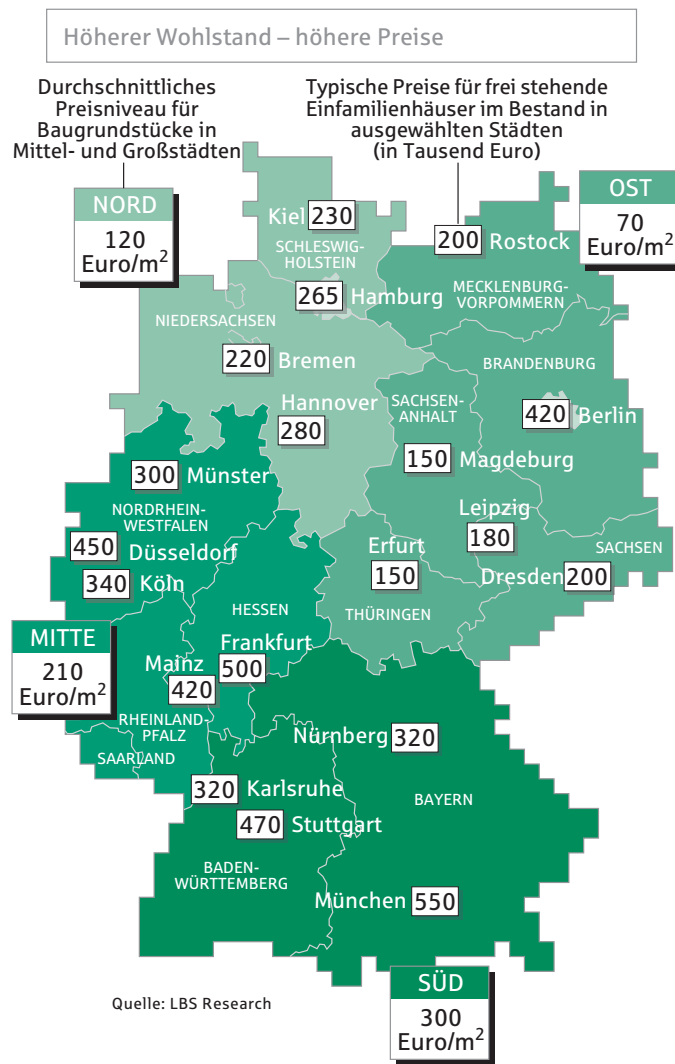 Höherer Wohlstand – höhere Preise
Durchschnittliches
Preisniveau für
Baugrundstücke in
Mittel- und Großstädten
Typische Preise für frei stehende
Einfamilienhäuser im Bestand in
ausgewählten Städten
(in Tausend Euro)
NORD
120
Euro/m²
OST
70
Euro/m²
Kiel 230
SCHLESWIG-
HOLSTEIN
200 Rostock
MECKLENBURG-
VORPOMMERN
265 Hamburg
NIEDERSACHSEN
220 Bremen
BRANDENBURG
Hannover
280
SACHSEN-
ANHALT
420 Berlin
150 Magdeburg
300 Münster
NORDRHEIN-
WESTFALEN
Leipzig
180
450 Düsseldorf
340 Köln
Erfurt
150
SACHSEN
Dresden 200
HESSEN
THÜRINGEN
MITTE
210
Euro/m²
Frankfurt
500
Mainz
420
RHEINLAND-
PFALZ
SAARLAND
Nürnberg 320
320 Karlsruhe
BAYERN
470 Stuttgart
BADEN-
WÜRTTEMBERG
München 550
SÜD
300
Euro/m²
Quelle: LBS Research